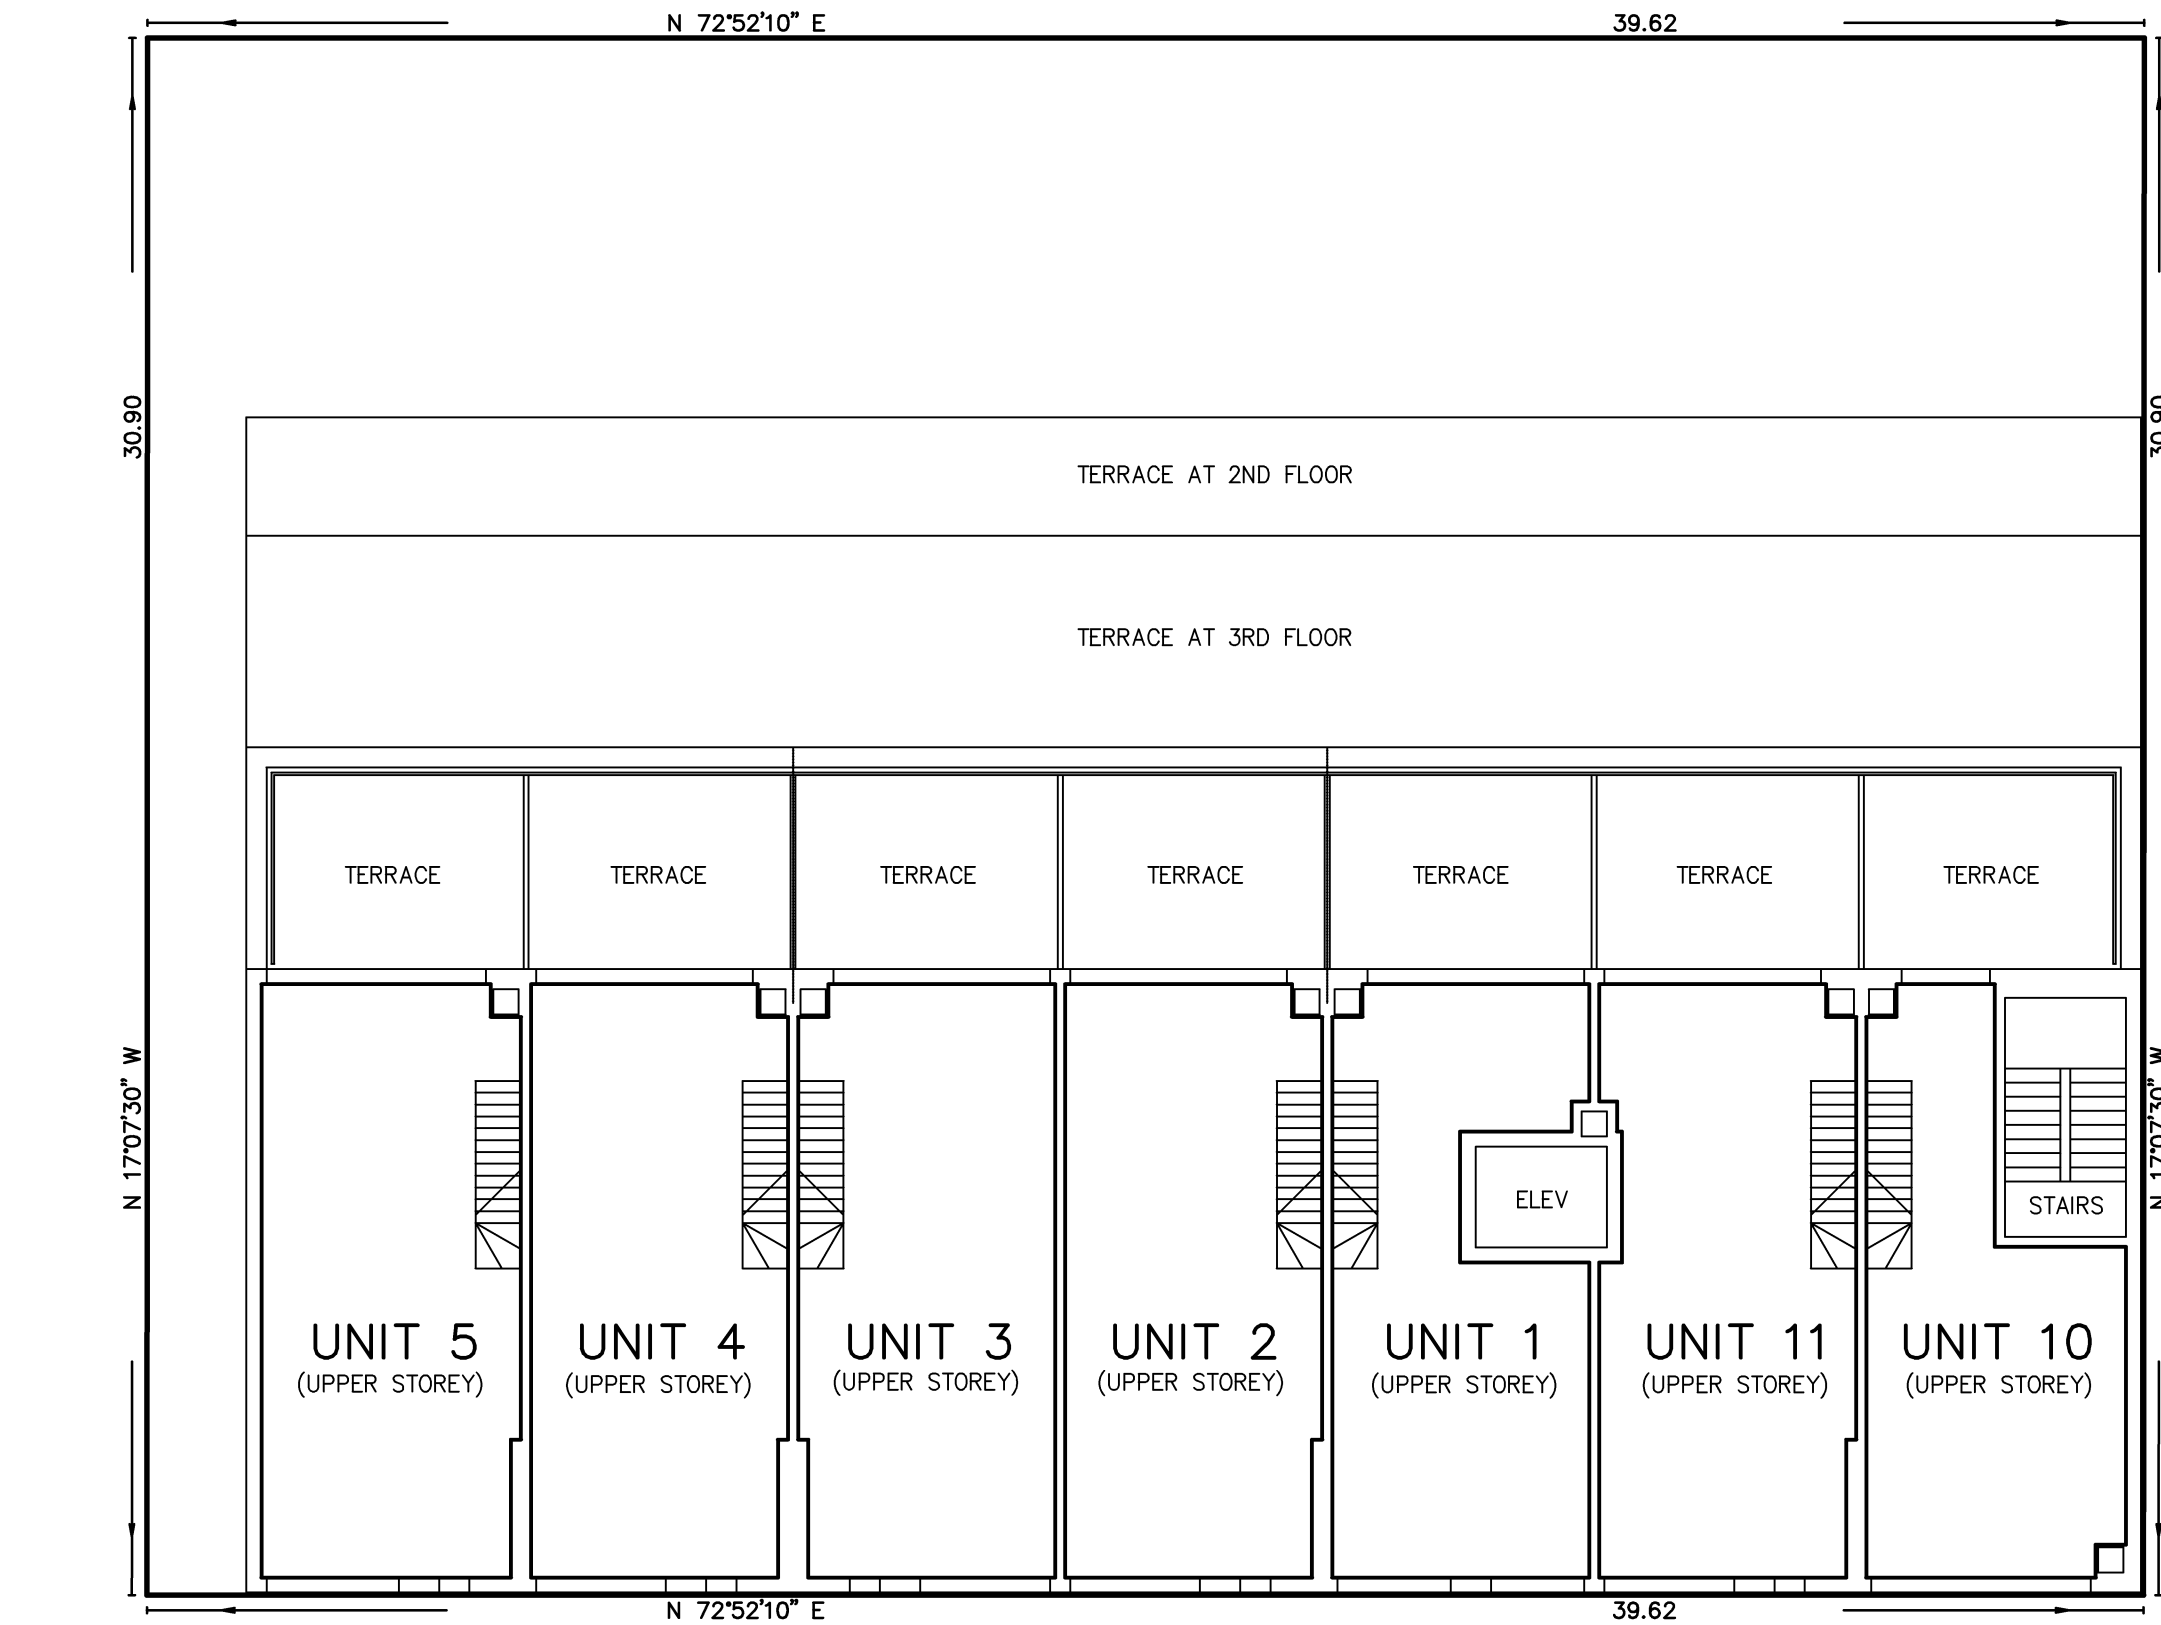 N 72°52'10" E 39.62
30.90
30.90
TERRACE AT 2ND FLOOR
TERRACE AT 3RD FLOOR
TERRACE TERRACE TERRACE TERRACE TERRACE TERRACE TERRACE
N 17°07'30" W
N 17°07'30" W
ELEV
STAIRS
UNIT 5 UNIT 4 UNIT 3 UNIT 2 UNIT 1 UNIT 11 UNIT 10
(UPPER STOREY) (UPPER STOREY) (UPPER STOREY) (UPPER STOREY) (UPPER STOREY) (UPPER STOREY) (UPPER STOREY)
N 72°52'10" E 39.62